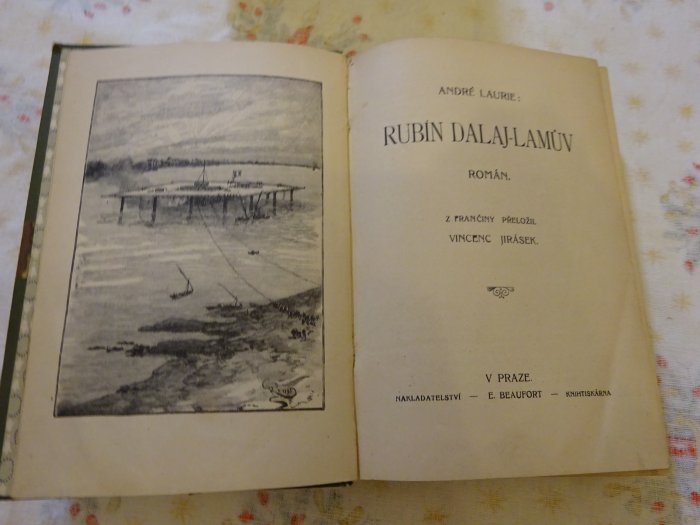 ANDRÉ LAURIE:
RUBÍN DALAJ-LAMŮV
ROMÁN.
Z FRANČINY PŘELOŽIL
VINCENC JIRÁSEK.
V PRAZE.
NAKLADATELSTVÍ — E. BEAUFORT — KNIHTISKÁRNA